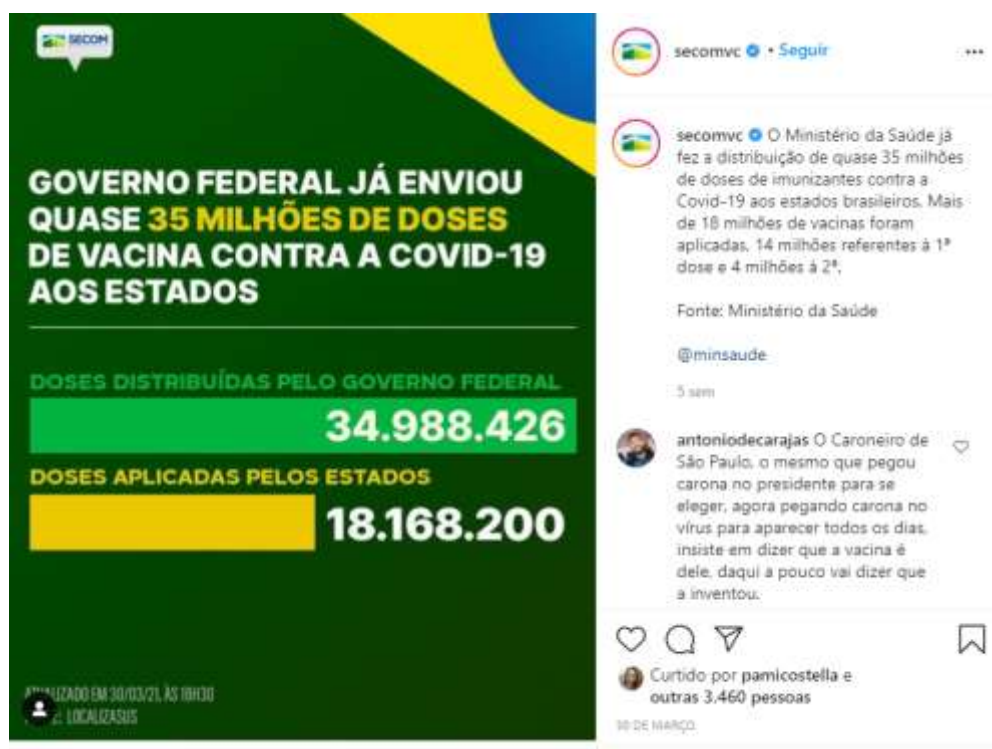 SECOM
GOVERNO FEDERAL JÁ ENVIOU
QUASE 35 MILHÕES DE DOSES
DE VACINA CONTRA A COVID-19
AOS ESTADOS
DOSES DISTRIBUÍDAS PELO GOVERNO FEDERAL
34.988.426
DOSES APLICADAS PELOS ESTADOS
18.168.200
EM 30/03/21, ÀS 18H30
LOCALIZASUS
secomvc • Seguir
secomvc O Ministério da Saúde já
fez a distribuição de quase 35 milhões
de doses de imunizantes contra a
Covid-19 aos estados brasileiros. Mais
de 18 milhões de vacinas foram
aplicadas, 14 milhões referentes à 1ª
dose e 4 milhões à 2ª.
Fonte: Ministério da Saúde
@minsaude
5 sem
antoniodecarajas O Caroneiro de
São Paulo, o mesmo que pegou
carona no presidente para se
eleger, agora pegando carona no
vírus para aparecer todos os dias,
insiste em dizer que a vacina é
dele, daqui a pouco vai dizer que
a inventou.
Curtido por pamicostella e
outras 3.460 pessoas
30 DE MARÇO